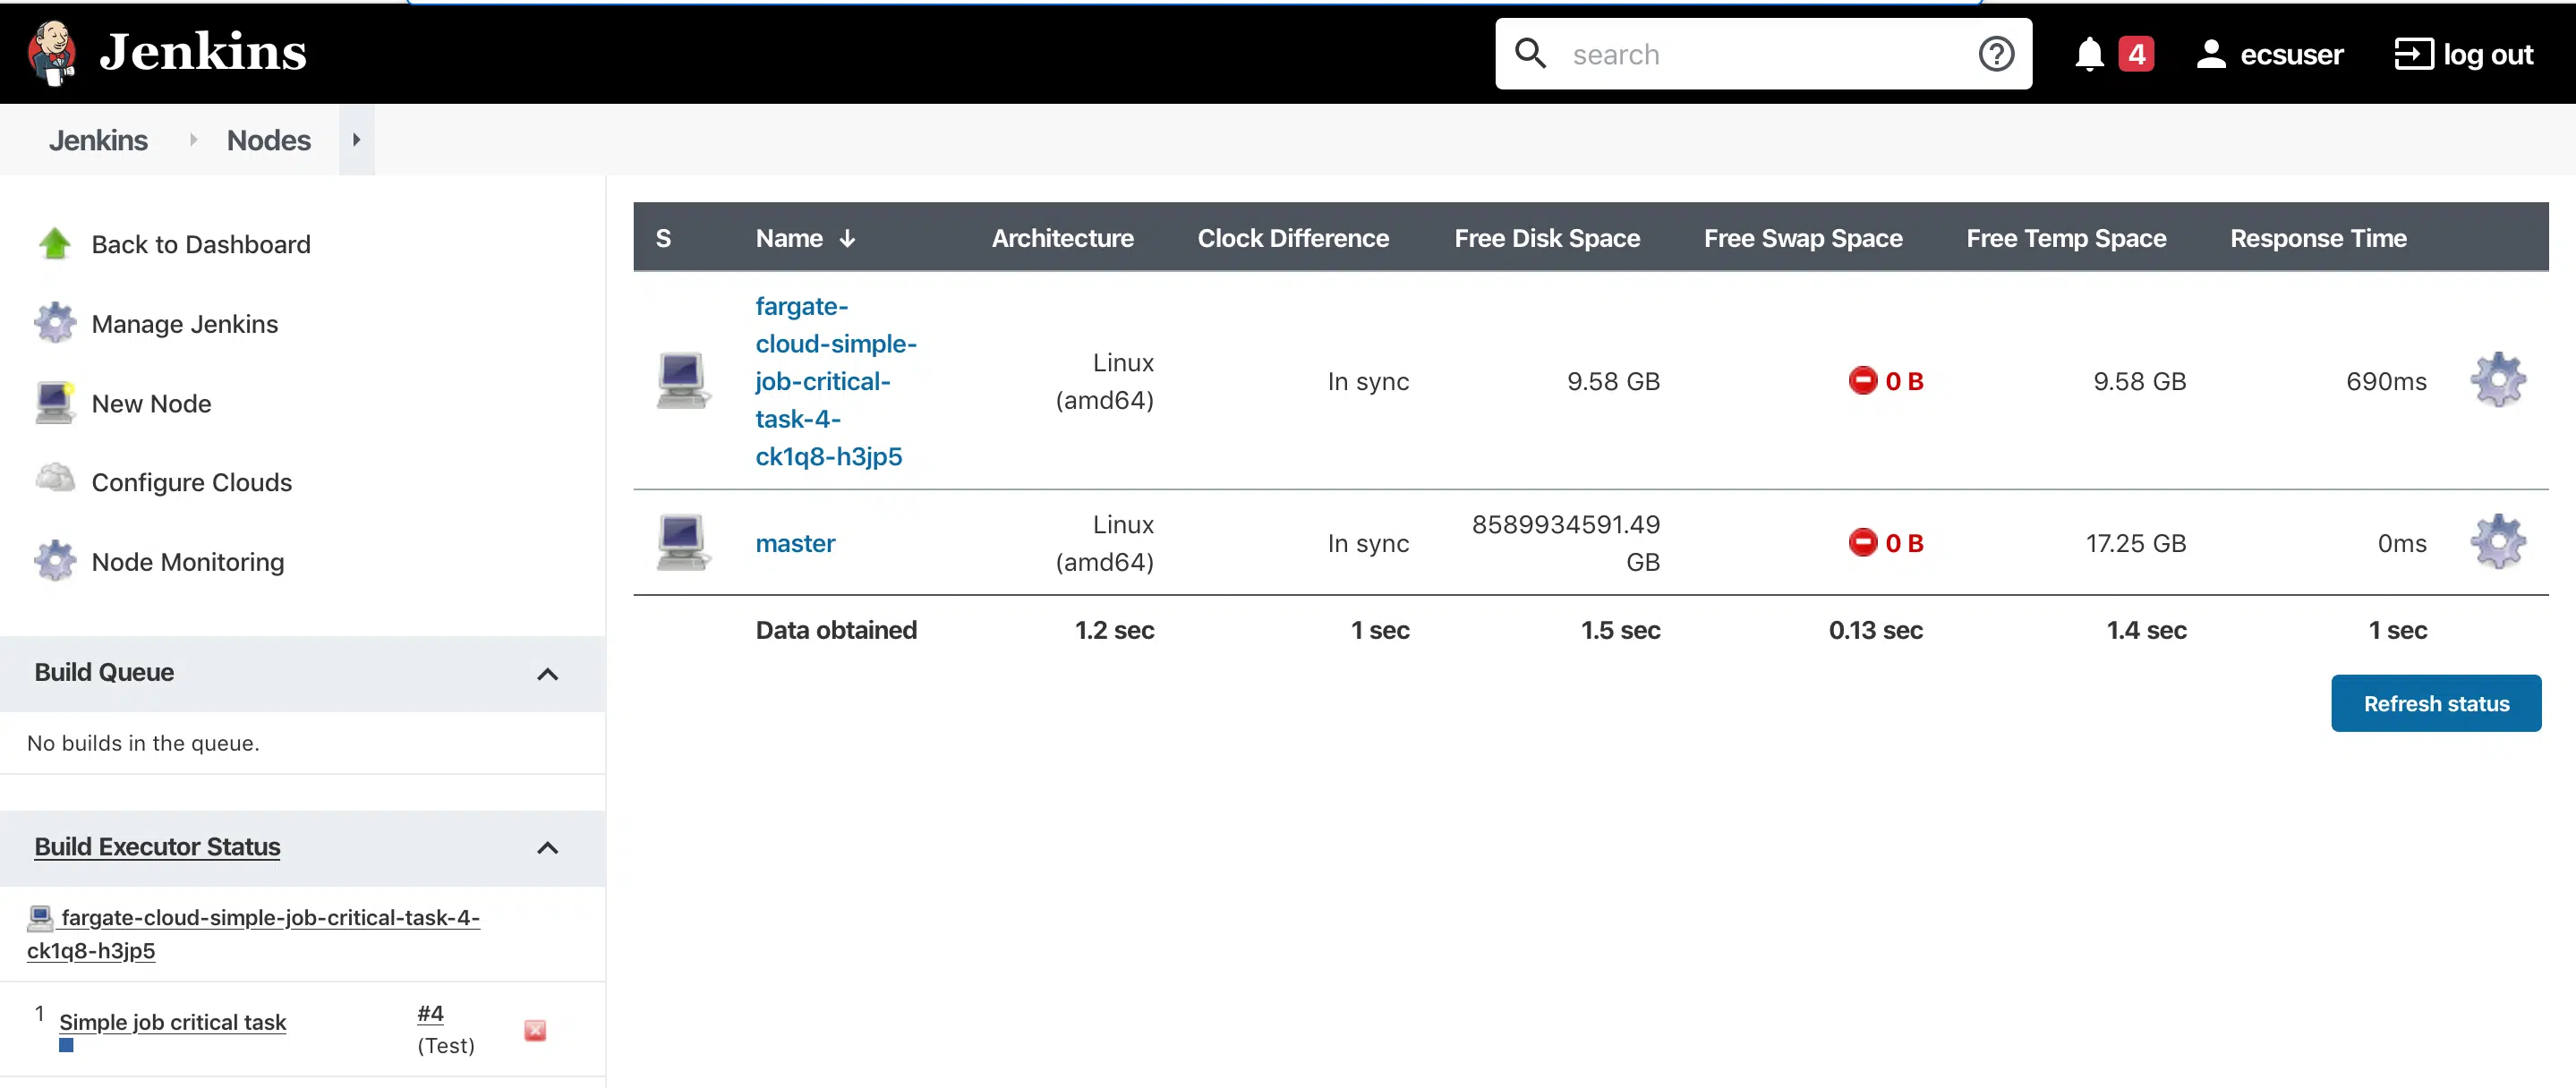 Jenkins
search
4
ecsuser
log out
Jenkins
Nodes
Back to Dashboard
Manage Jenkins
New Node
Configure Clouds
Node Monitoring
Build Queue
No builds in the queue.
Build Executor Status
fargate-cloud-simple-job-critical-task-4-
ck1q8-h3jp5
1 Simple job critical task #4
(Test)
S Name ↓ Architecture Clock Difference Free Disk Space Free Swap Space Free Temp Space Response Time
fargate-
cloud-simple-
job-critical-
task-4-
ck1q8-h3jp5
Linux
(amd64)
In sync
9.58 GB
0 B
9.58 GB
690ms
master
Linux
(amd64)
In sync
8589934591.49
GB
0 B
17.25 GB
0ms
Data obtained 1.2 sec 1 sec 1.5 sec 0.13 sec 1.4 sec 1 sec
Refresh status